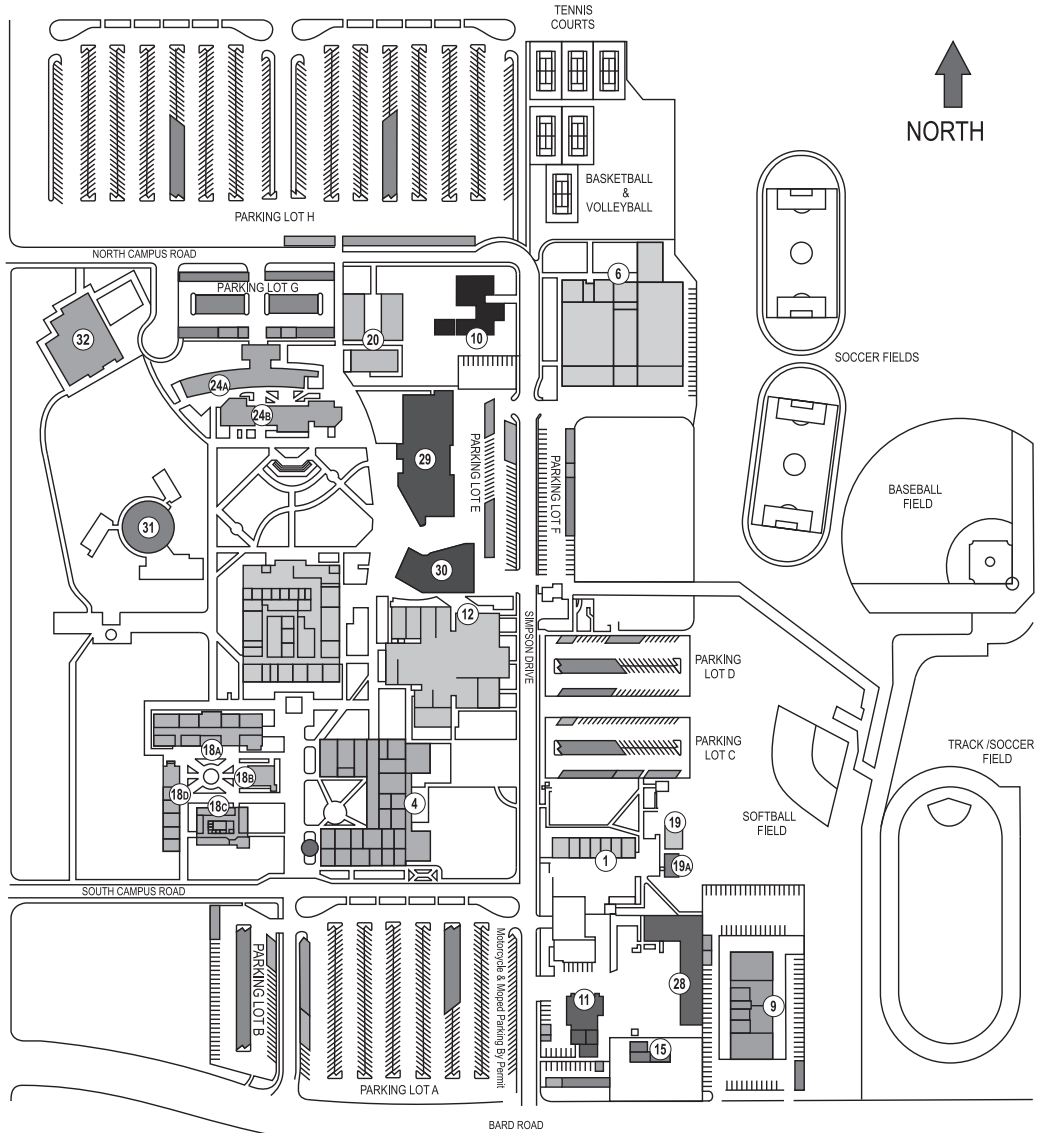 TENNIS
COURTS
NORTH
BASKETBALL
&
VOLLEYBALL
PARKING LOT H
NORTH CAMPUS ROAD
6
PARKING LOT G
32
20
10
SOCCER FIELDS
24A
24B
29
PARKING LOT E
PARKING LOT F
BASEBALL
FIELD
31
30
12
SIMPSON DRIVE
PARKING
LOT D
PARKING
LOT C
TRACK /SOCCER
FIELD
18A
18B
18D
18C
4
SOFTBALL
FIELD
19
1
19A
SOUTH CAMPUS ROAD
PARKING LOT B
Motorcycle & Moped Parking By Permit
28
11
9
15
PARKING LOT A
BARD ROAD